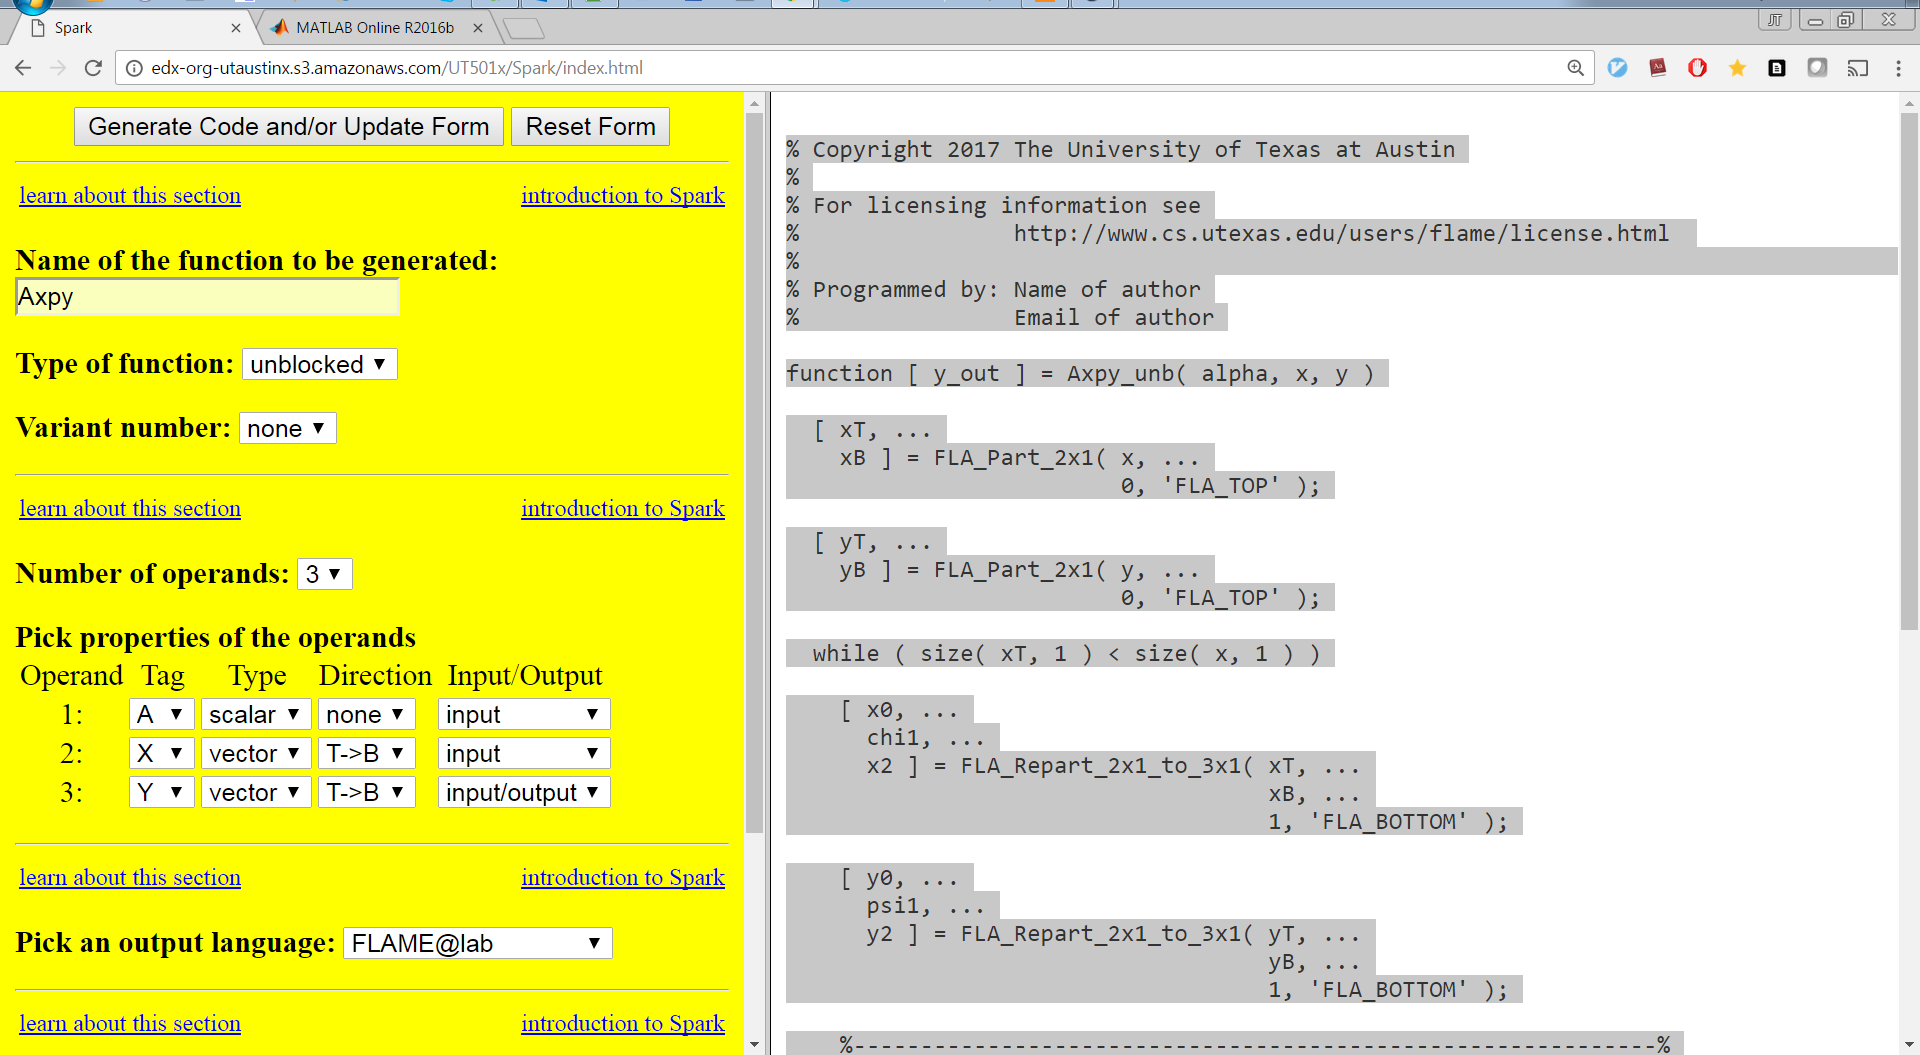 Spark
MATLAB Online R2016b
JT
edx-org-utaustinx.s3.amazonaws.com/UT501x/Spark/index.html
Generate Code and/or Update Form
Reset Form
learn about this section
introduction to Spark
Name of the function to be generated:
Axpy
Type of function: unblocked
Variant number: none
learn about this section
introduction to Spark
Number of operands: 3
Pick properties of the operands
Operand Tag Type Direction Input/Output
1: A scalar none input
2: X vector T->B input
3: Y vector T->B input/output
learn about this section
introduction to Spark
Pick an output language: FLAME@lab
learn about this section
introduction to Spark
% Copyright 2017 The University of Texas at Austin
%
% For licensing information see
% http://www.cs.utexas.edu/users/flame/license.html
%
% Programmed by: Name of author
% Email of author
function [ y_out ] = Axpy_unb( alpha, x, y )
[ xT, ...
xB ] = FLA_Part_2x1( x, ...
0, 'FLA_TOP' );
[ yT, ...
yB ] = FLA_Part_2x1( y, ...
0, 'FLA_TOP' );
while ( size( xT, 1 ) < size( x, 1 ) )
[ x0, ...
chi1, ...
x2 ] = FLA_Repart_2x1_to_3x1( xT, ...
xB, ...
1, 'FLA_BOTTOM' );
[ y0, ...
psi1, ...
y2 ] = FLA_Repart_2x1_to_3x1( yT, ...
yB, ...
1, 'FLA_BOTTOM' );
%------------------------------------------------------------%